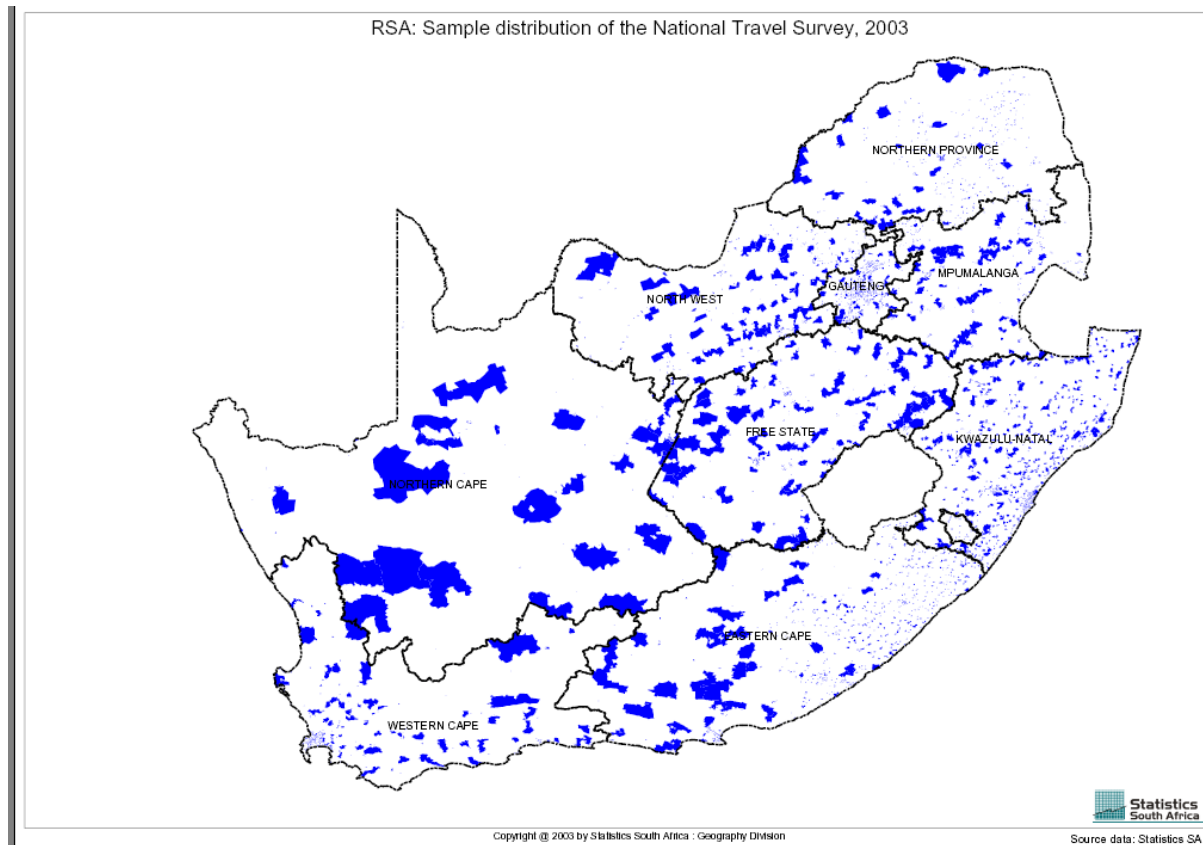 RSA: Sample distribution of the National Travel Survey, 2003
NORTHERN PROVINCE
MPUMALANGA
GAUTENG
NORTH WEST
FREE STATE
KWAZULU-NATAL
NORTHERN CAPE
EASTERN CAPE
WESTERN CAPE
Statistics
South Africa
Copyright @ 2003 by Statistics South Africa : Geography Division
Source data: Statistics SA